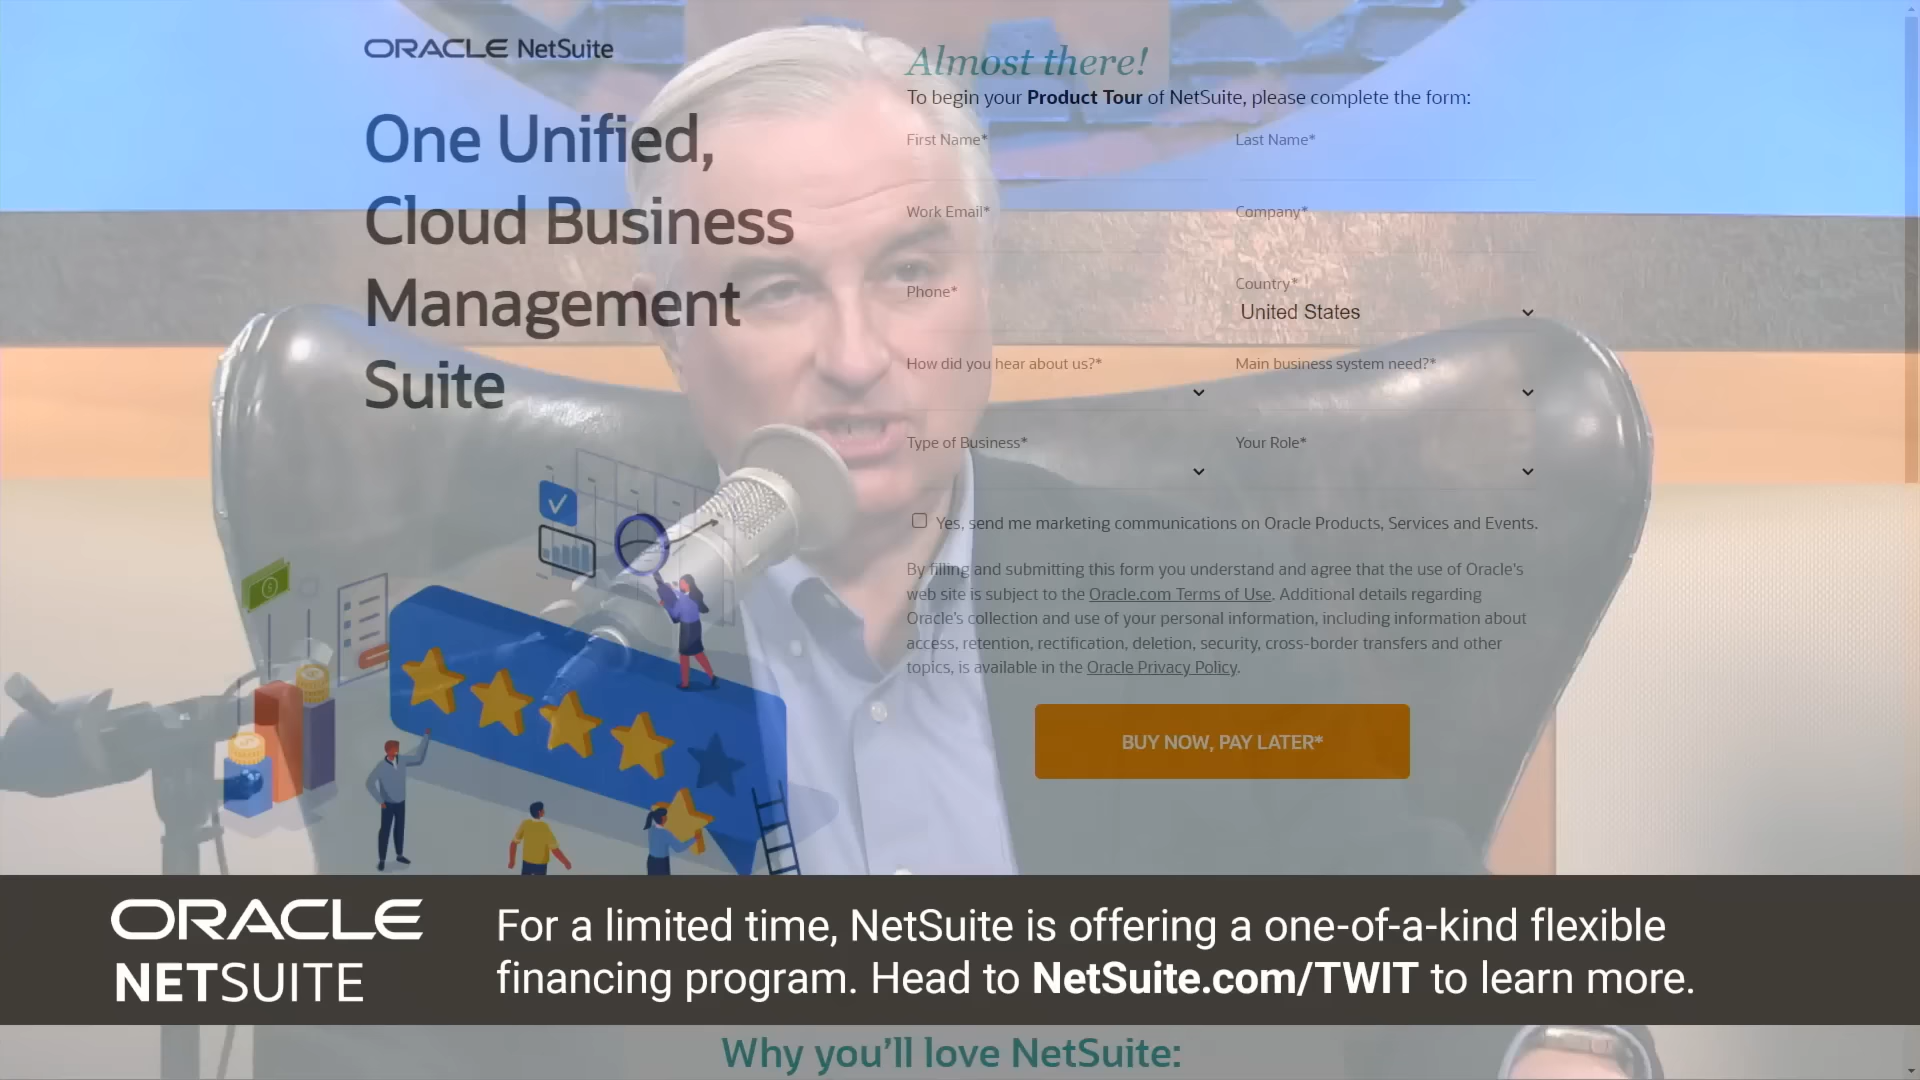 ORACLE NetSuite
One Unified,
Cloud Business
Management
Suite
Almost there!
To begin your Product Tour of NetSuite, please complete the form:
First Name*
Last Name*
Work Email*
Company*
Phone*
Country*
United States
How did you hear about us?*
Main business system need?*
Type of Business*
Your Role*
Yes, send me marketing communications on Oracle Products, Services and Events.
By filling and submitting this form you understand and agree that the use of Oracle's
web site is subject to the Oracle.com Terms of Use. Additional details regarding
Oracle's collection and use of your personal information, including information about
access, retention, rectification, deletion, security, cross-border transfers and other
topics, is available in the Oracle Privacy Policy.
BUY NOW, PAY LATER*
ORACLE
NETSUITE
For a limited time, NetSuite is offering a one-of-a-kind flexible
financing program. Head to NetSuite.com/TWIT to learn more.
Why you'll love NetSuite: